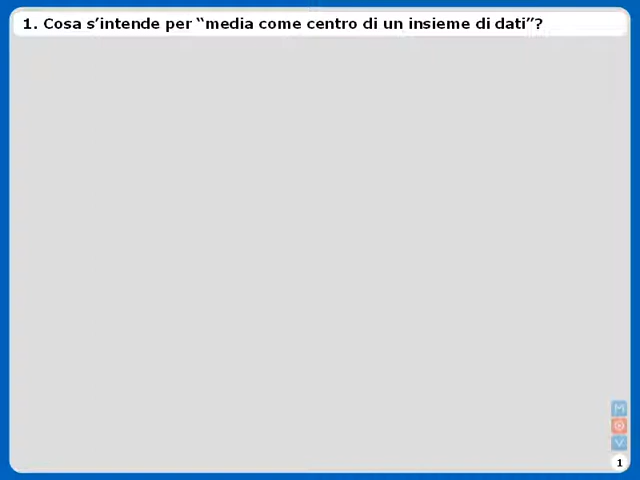 1. Cosa s’intende per “media come centro di un insieme di dati”?
M
V
1